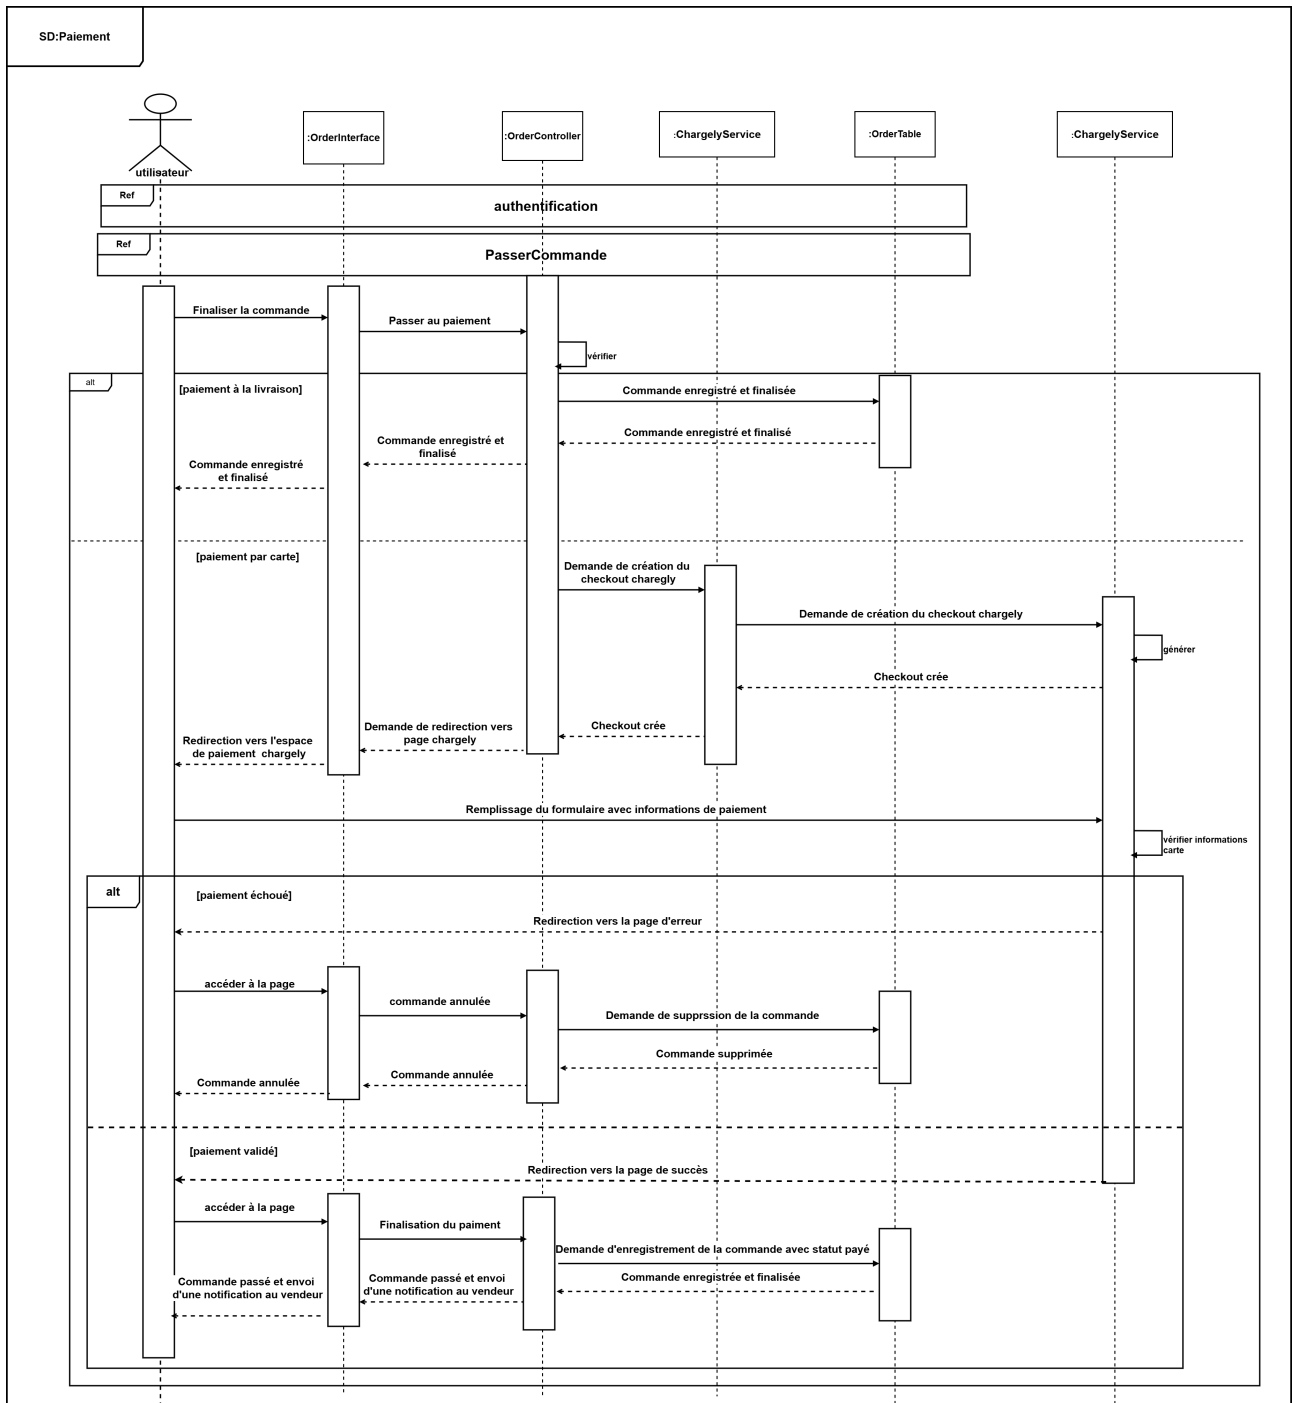 SD:Paiement
utilisateur
:OrderInterface
:OrderController
:ChargelyService
:OrderTable
:ChargelyService
Ref
authentification
Ref
PasserCommande
Finaliser la commande
Passer au paiement
vérifier
alt
[paiement à la livraison]
Commande enregistré et finalisée
Commande enregistré et finalisé
Commande enregistré et
finalisé
Commande enregistré
et finalisé
[paiement par carte]
Demande de création du
checkout charegly
Demande de création du checkout chargely
générer
Checkout crée
Checkout crée
Demande de redirection vers
page chargely
Redirection vers l'espace
de paiement chargely
Remplissage du formulaire avec informations de paiement
vérifier informations
carte
alt
[paiement échoué]
Redirection vers la page d'erreur
accéder à la page
commande annulée
Demande de supprssion de la commande
Commande supprimée
Commande annulée
Commande annulée
[paiement validé]
Redirection vers la page de succès
accéder à la page
Finalisation du paiment
Demande d'enregistrement de la commande avec statut payé
Commande enregistrée et finalisée
Commande passé et envoi
d'une notification au vendeur
Commande passé et envoi
d'une notification au vendeur